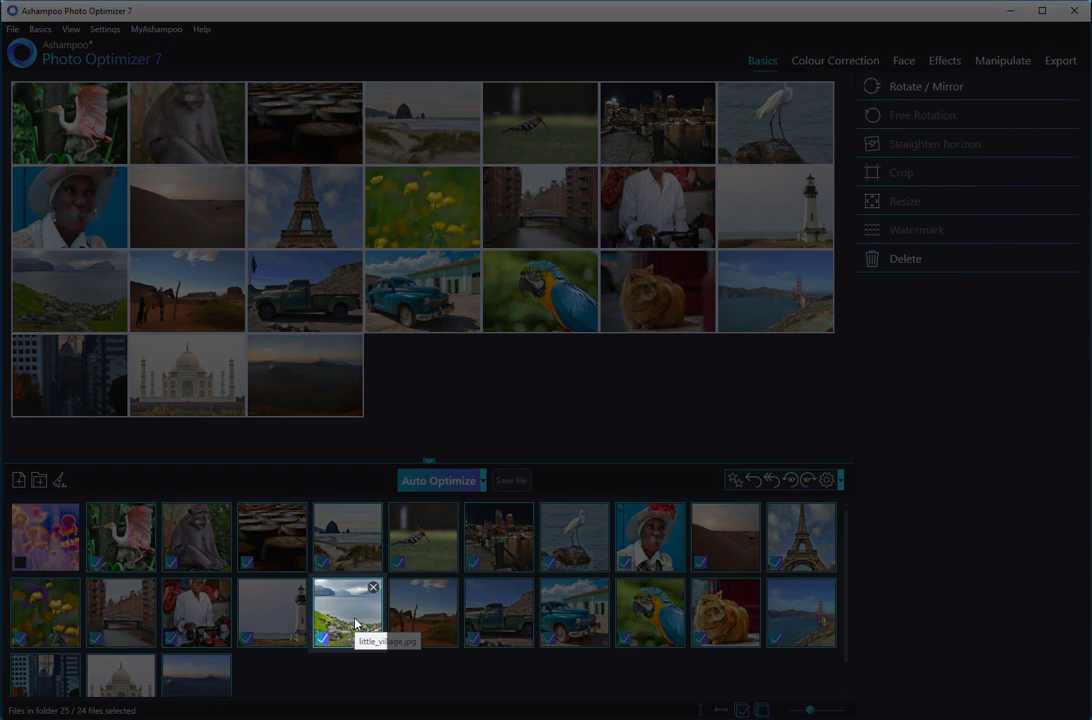 Ashampoo Photo Optimizer 7
File Basics View Settings MyAshampoo Help
Ashampoo®
Photo Optimizer 7
Basics Colour Correction Face Effects Manipulate Export
Rotate / Mirror
Free Rotation
Straighten horizon
Crop
Resize
Watermark
Delete
Auto Optimize
Save file
90° 90°
little_village.jpg
Files in folder 25 / 24 files selected